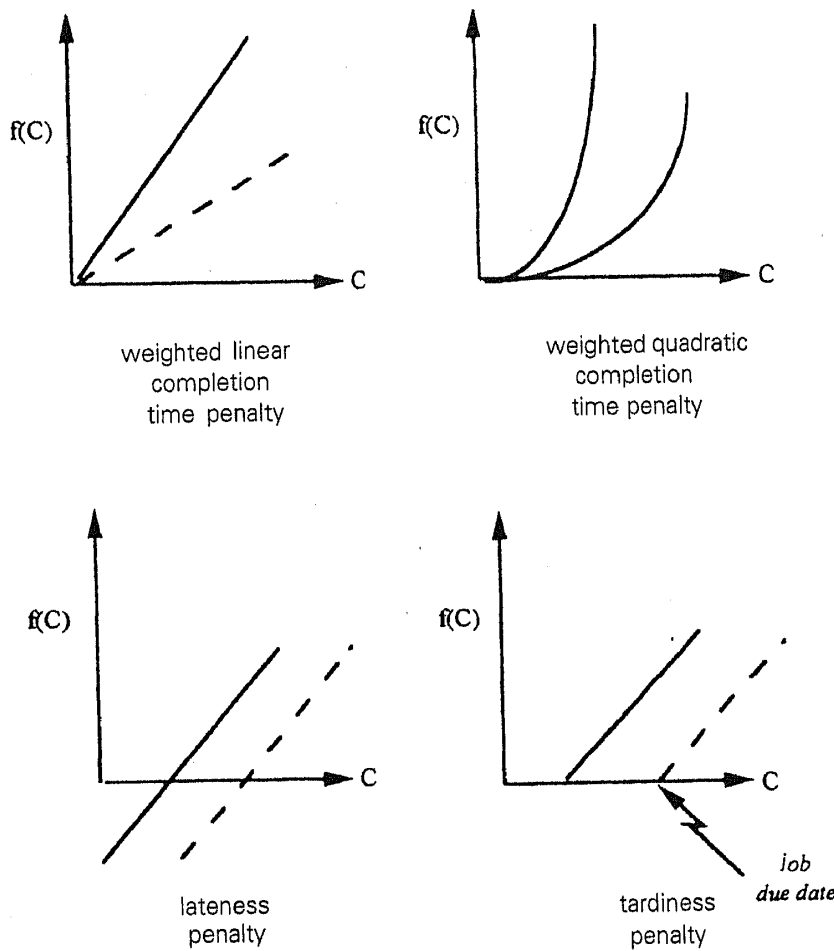 f(C)
C
weighted linear
completion
time penalty
f(C)
C
weighted quadratic
completion
time penalty
f(C)
C
lateness
penalty
f(C)
C
job
due date
tardiness
penalty